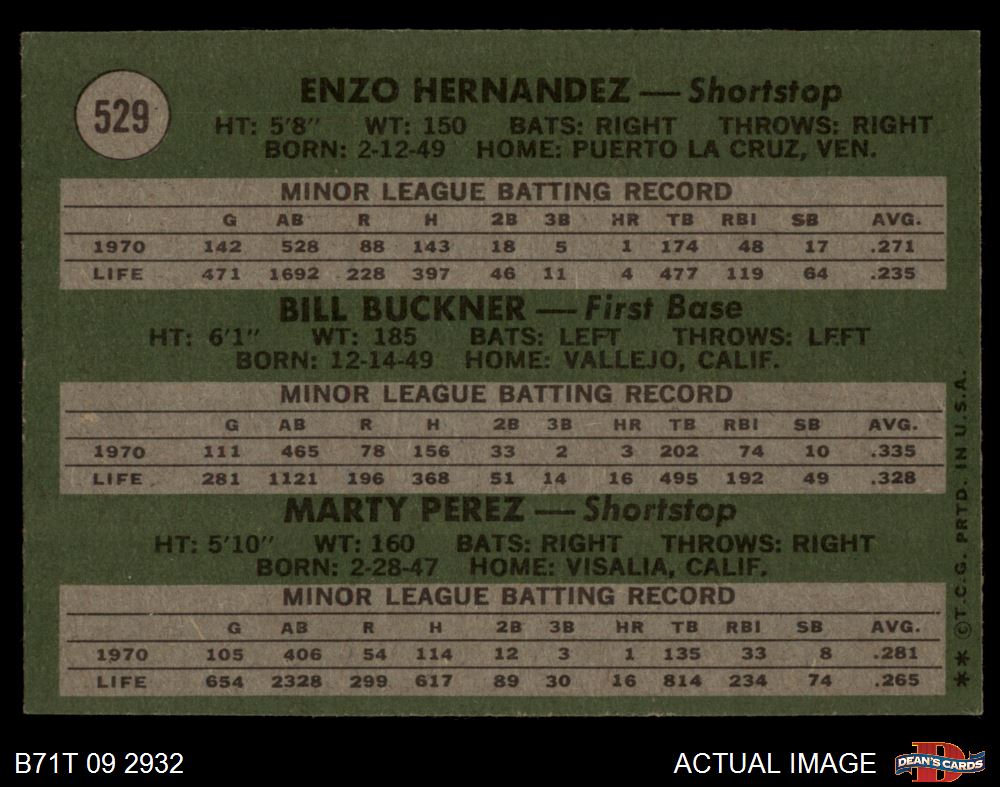 529
ENZO HERNANDEZ — Shortstop
HT: 5'8" WT: 150 BATS: RIGHT THROWS: RIGHT
BORN: 2-12-49 HOME: PUERTO LA CRUZ, VEN.
MINOR LEAGUE BATTING RECORD
G AB R H 2B 3B HR TB RBI SB AVG.
1970 142 528 88 143 18 5 1 174 48 17 .271
LIFE 471 1692 228 397 46 11 4 477 119 64 .235
BILL BUCKNER — First Base
HT: 6'1" WT: 185 BATS: LEFT THROWS: LEFT
BORN: 12-14-49 HOME: VALLEJO, CALIF.
MINOR LEAGUE BATTING RECORD
G AB R H 2B 3B HR TB RBI SB AVG.
1970 111 465 78 156 33 2 3 202 74 10 .335
LIFE 281 1121 196 368 51 14 16 495 192 49 .328
MARTY PEREZ — Shortstop
HT: 5'10" WT: 160 BATS: RIGHT THROWS: RIGHT
BORN: 2-28-47 HOME: VISALIA, CALIF.
MINOR LEAGUE BATTING RECORD
G AB R H 2B 3B HR TB RBI SB AVG.
1970 105 406 54 114 12 3 1 135 33 8 .281
LIFE 654 2328 299 617 89 30 16 814 234 74 .265
** ©T.C.G. PRTD. IN U.S.A.
B71T 09 2932
ACTUAL IMAGE
D
DEAN'S CARDS